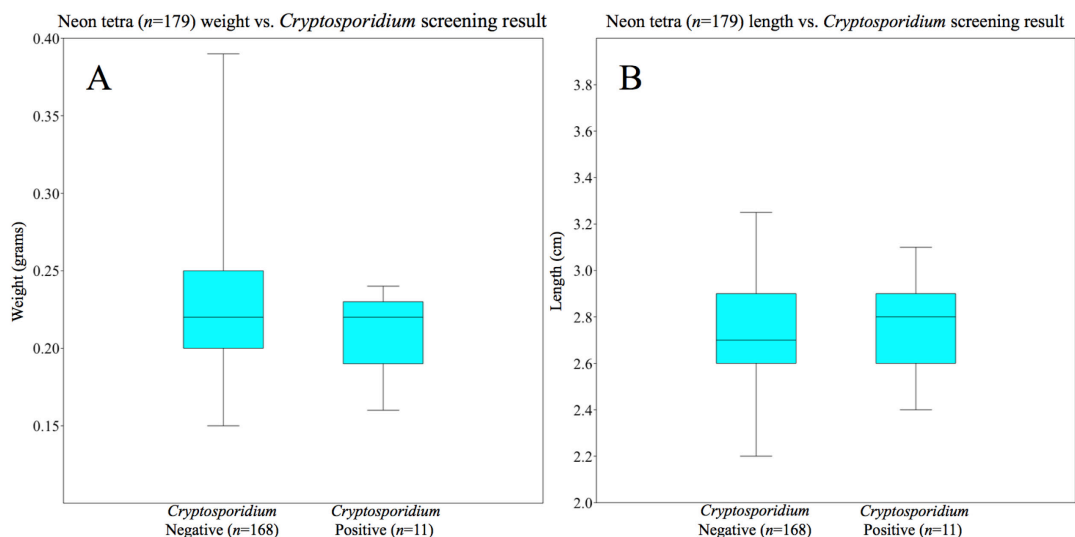 Neon tetra (n=179) weight vs. Cryptosporidium screening result
A
0.40
0.35
0.30
0.25
0.20
0.15
Weight (grams)
Cryptosporidium
Negative (n=168)
Cryptosporidium
Positive (n=11)
Neon tetra (n=179) length vs. Cryptosporidium screening result
B
3.8
3.6
3.4
3.2
3.0
2.8
2.6
2.4
2.2
2.0
Length (cm)
Cryptosporidium
Negative (n=168)
Cryptosporidium
Positive (n=11)